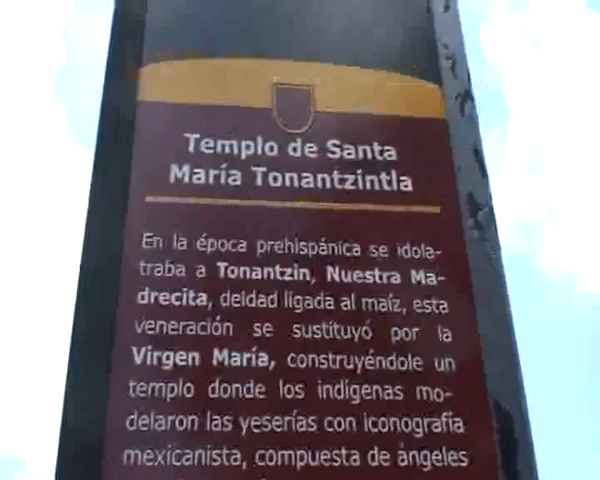 Templo de Santa
María Tonantzintla
En la época prehispánica se idola-
traba a Tonantzin, Nuestra Ma-
drecita, deidad ligada al maíz, esta
veneración se sustituyó por la
Virgen María, construyéndole un
templo donde los indígenas mo-
delaron las yeserías con iconografía
mexicanista, compuesta de ángeles